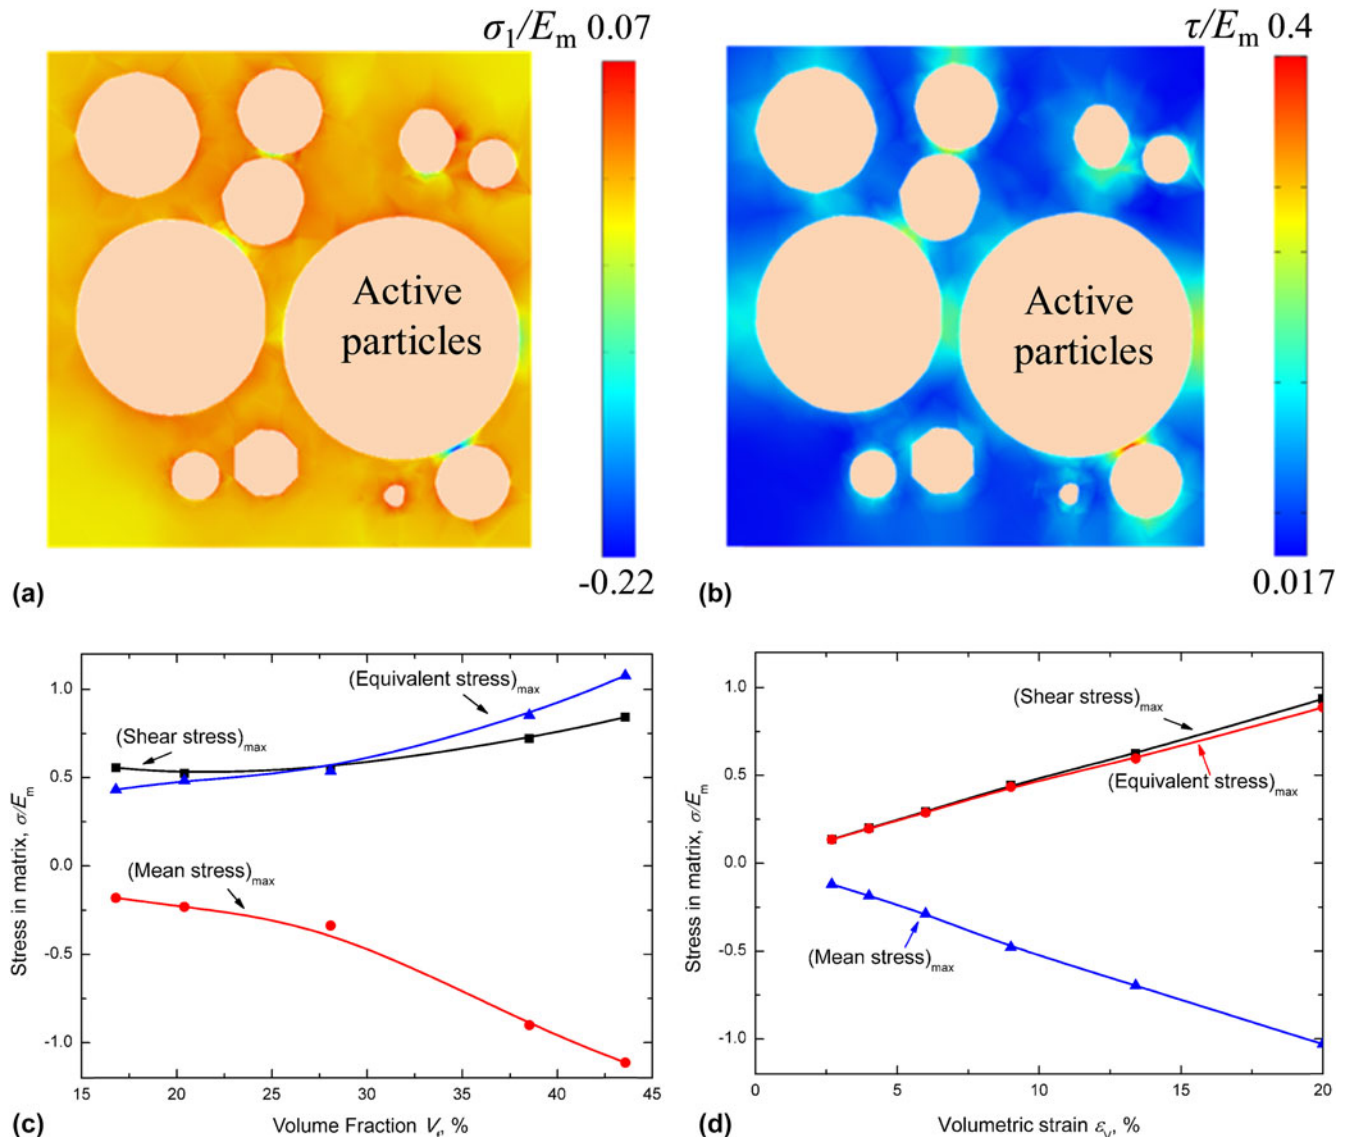 σ₁/Eₘ 0.07
Active
particles
-0.22
(a)
τ/Eₘ 0.4
Active
particles
0.017
(b)
1.0
0.5
0.0
-0.5
-1.0
Stress in matrix, σ/Eₘ
(Equivalent stress)max
(Shear stress)max
(Mean stress)max
15 20 25 30 35 40 45
Volume Fraction Vf, %
(c)
1.0
0.5
0.0
-0.5
-1.0
Stress in matrix, σ/Eₘ
(Shear stress)max
(Equivalent stress)max
(Mean stress)max
0 5 10 15 20
Volumetric strain εv, %
(d)